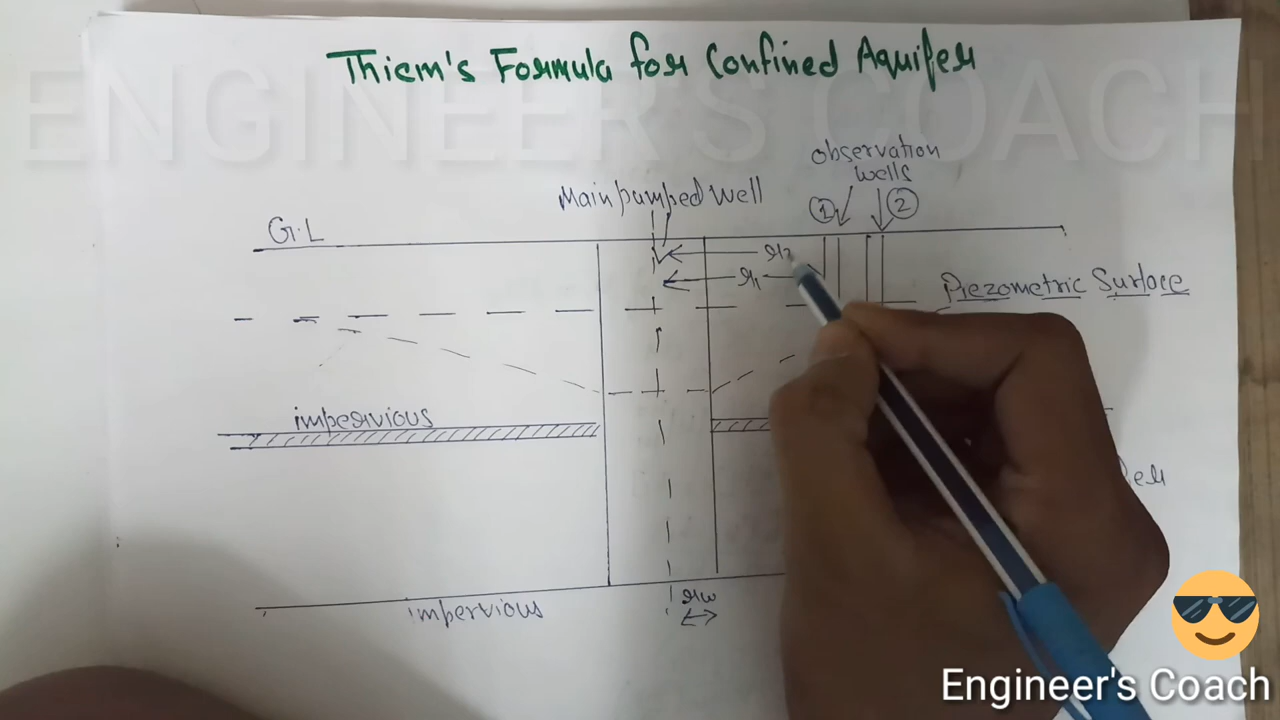 Thiem's Formula for Confined Aquifer
ENGINEER'S COACH
observation
wells
Main pumped well
1
2
G.L
r2
r1
Piezometric Surface
impervious
impervious
rw
Engineer's Coach